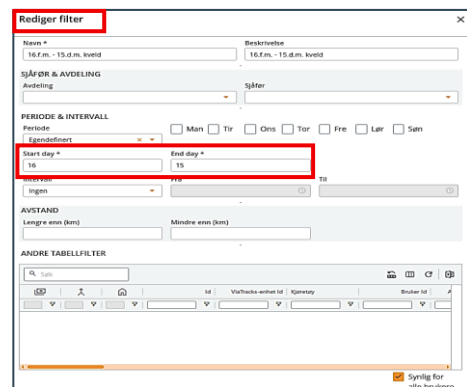 Rediger filter
Navn * Beskrivelse
16.f.m. - 15.d.m. kveld 16.f.m. - 15.d.m. kveld
SJÅFØR & AVDELING
Avdeling Sjåfør
PERIODE & INTERVALL
Periode
Egendefinert Man Tir Ons Tor Fre Lør Søn
Start day * End day *
16 15
Intervall Fra Til
Ingen
AVSTAND
Lengre enn (km) Mindre enn (km)
ANDRE TABELLFILTER
Søk
Id ViaTracks-enhet Id Kjøretøy Bruker Id A
Synlig for
alle brukere